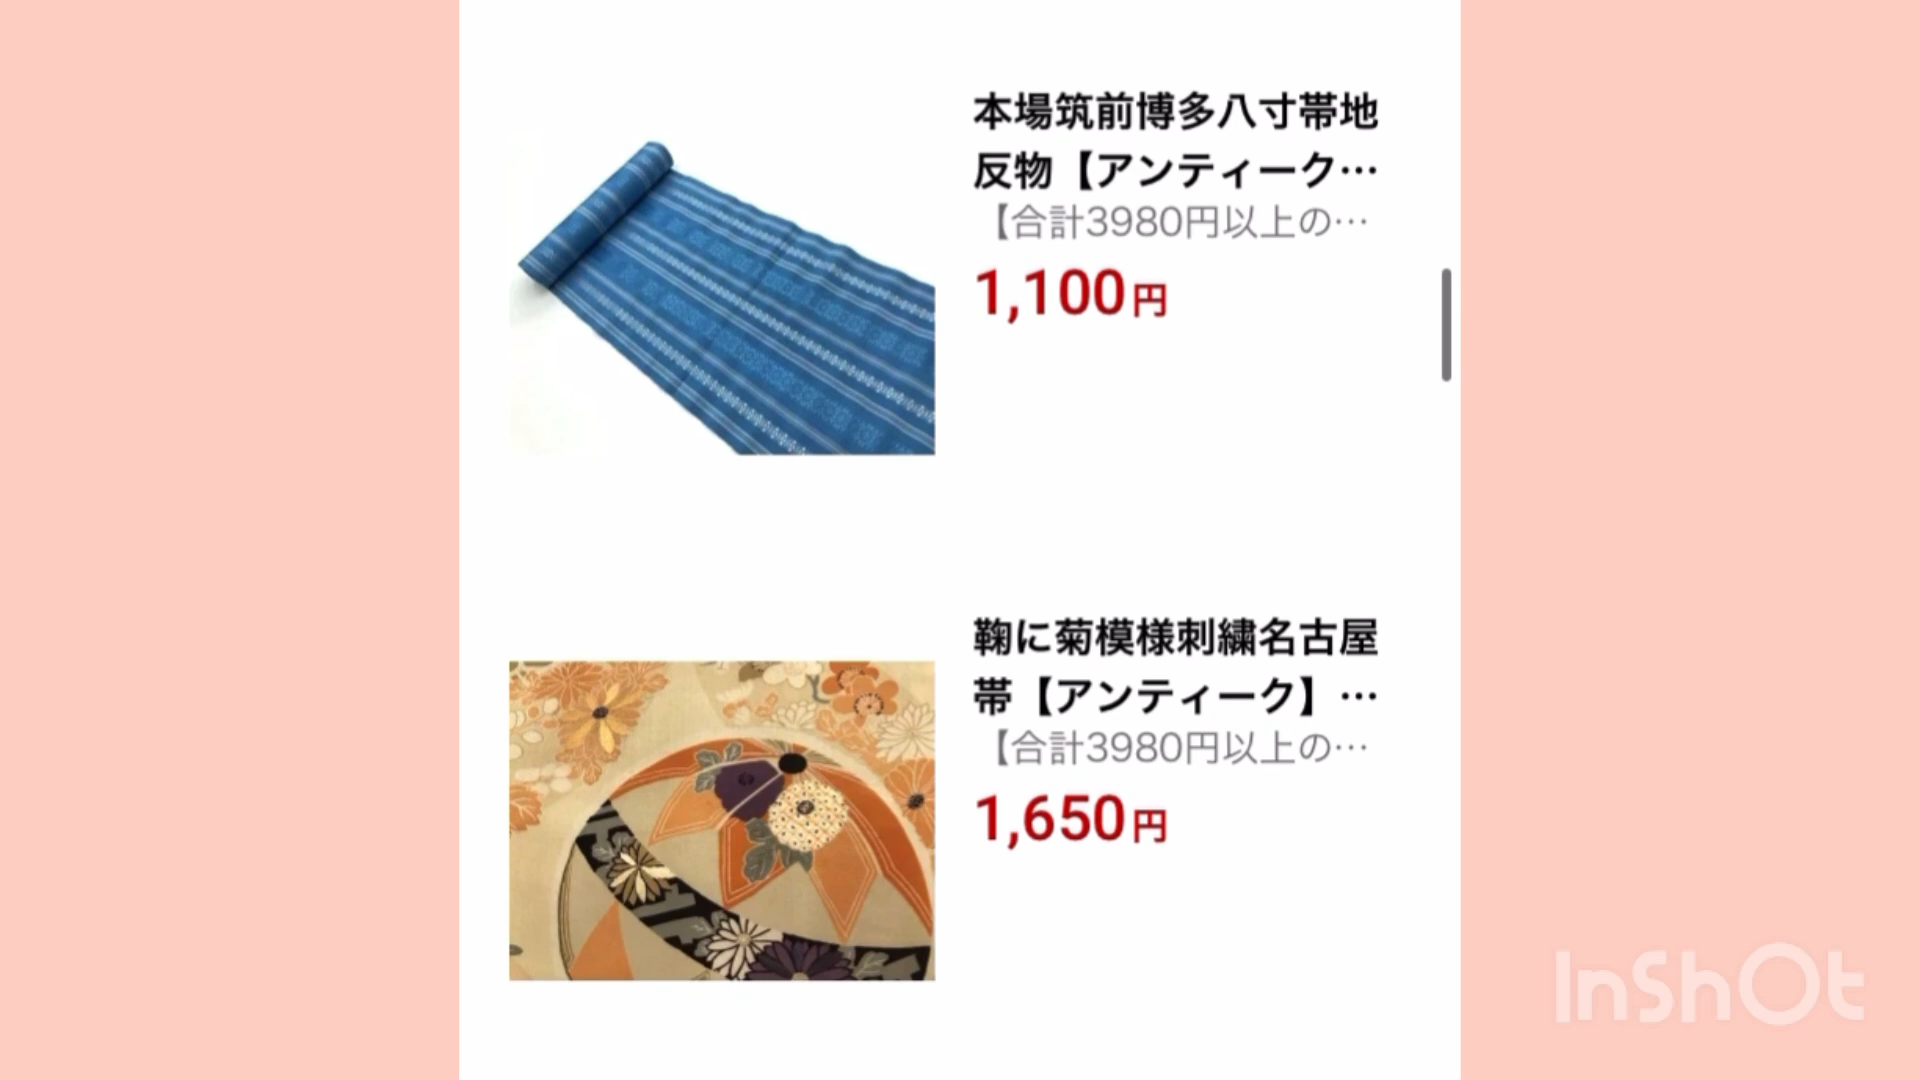 本場筑前博多八寸帯地
反物【アンティーク…
【合計3980円以上の…
1,100円
鞠に菊模様刺繍名古屋
帯【アンティーク】…
【合計3980円以上の…
1,650円
InShOt